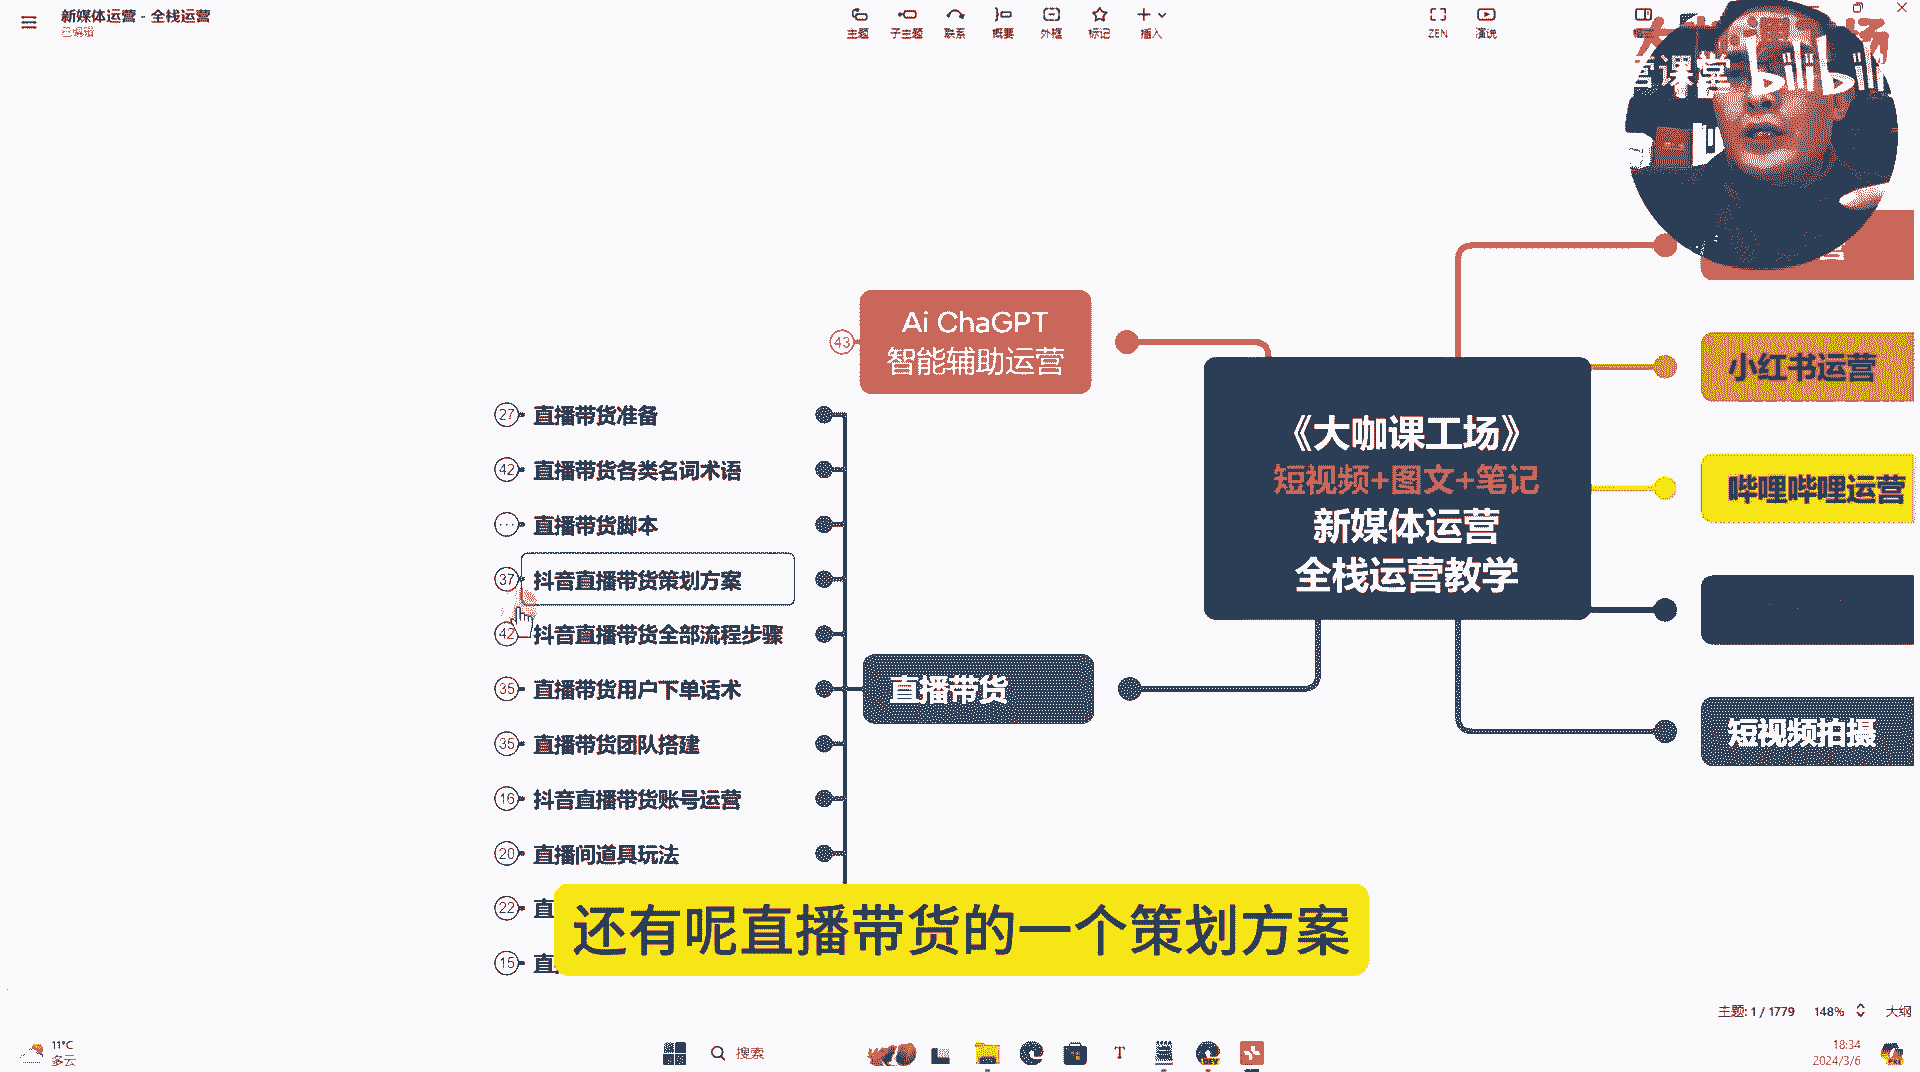 新媒体运营 - 全栈运营
已编辑
主题
子主题
联系
概要
外框
标记
插入
ZEN
演说
课堂 bilibili
Ai ChaGPT
智能辅助运营
43
27 直播带货准备
42 直播带货各类名词术语
··· 直播带货脚本
37 抖音直播带货策划方案
42 抖音直播带货全部流程步骤
35 直播带货用户下单话术
35 直播带货团队搭建
16 抖音直播带货账号运营
20 直播间道具玩法
22 直
15 直
直播带货
《大咖课工场》
短视频+图文+笔记
新媒体运营
全栈运营教学
营
小红书运营
哔哩哔哩运营
短视频拍摄
还有呢直播带货的一个策划方案
主题: 1 / 1779
148%
大纲
11°C
多云
搜索
18:34
2024/3/6